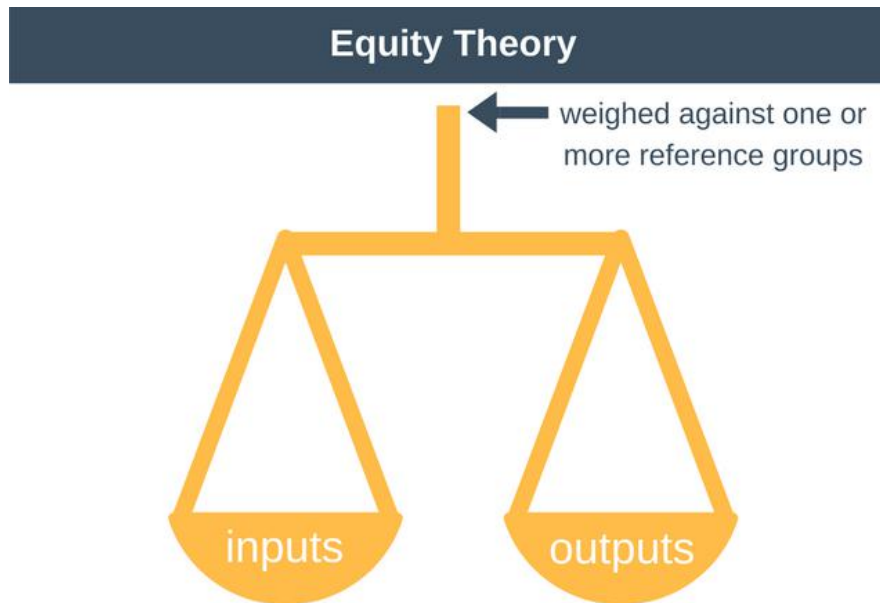 Equity Theory
weighed against one or
more reference groups
inputs
outputs